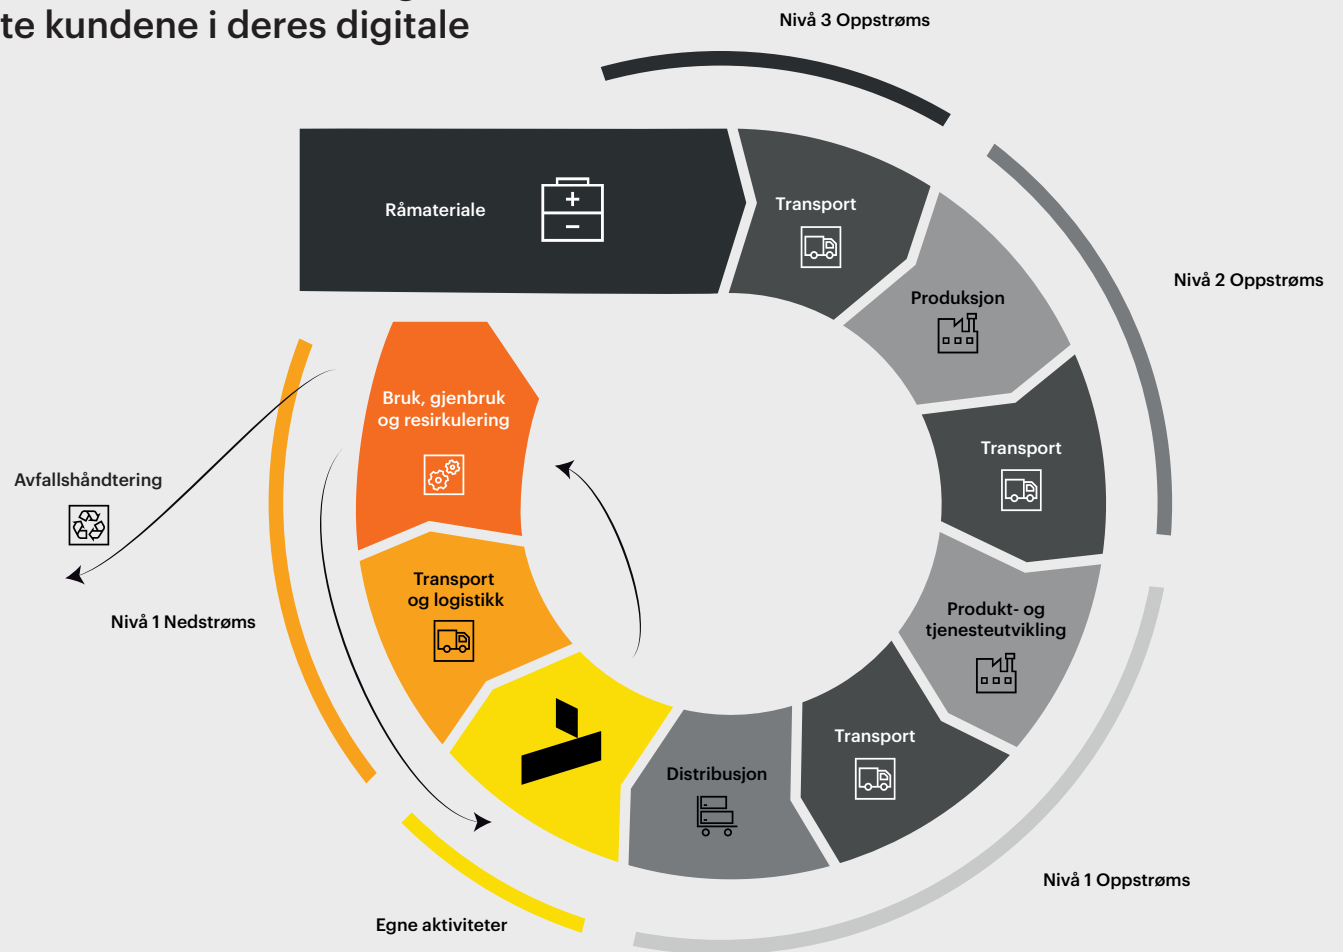 te kundene i deres digitale
Nivå 3 Oppstrøms
Råmateriale
Transport
Produksjon
Nivå 2 Oppstrøms
Transport
Produkt- og
tjenesteutvikling
Transport
Distribusjon
Nivå 1 Oppstrøms
Egne aktiviteter
Transport
og logistikk
Nivå 1 Nedstrøms
Bruk, gjenbruk
og resirkulering
Avfallshåndtering